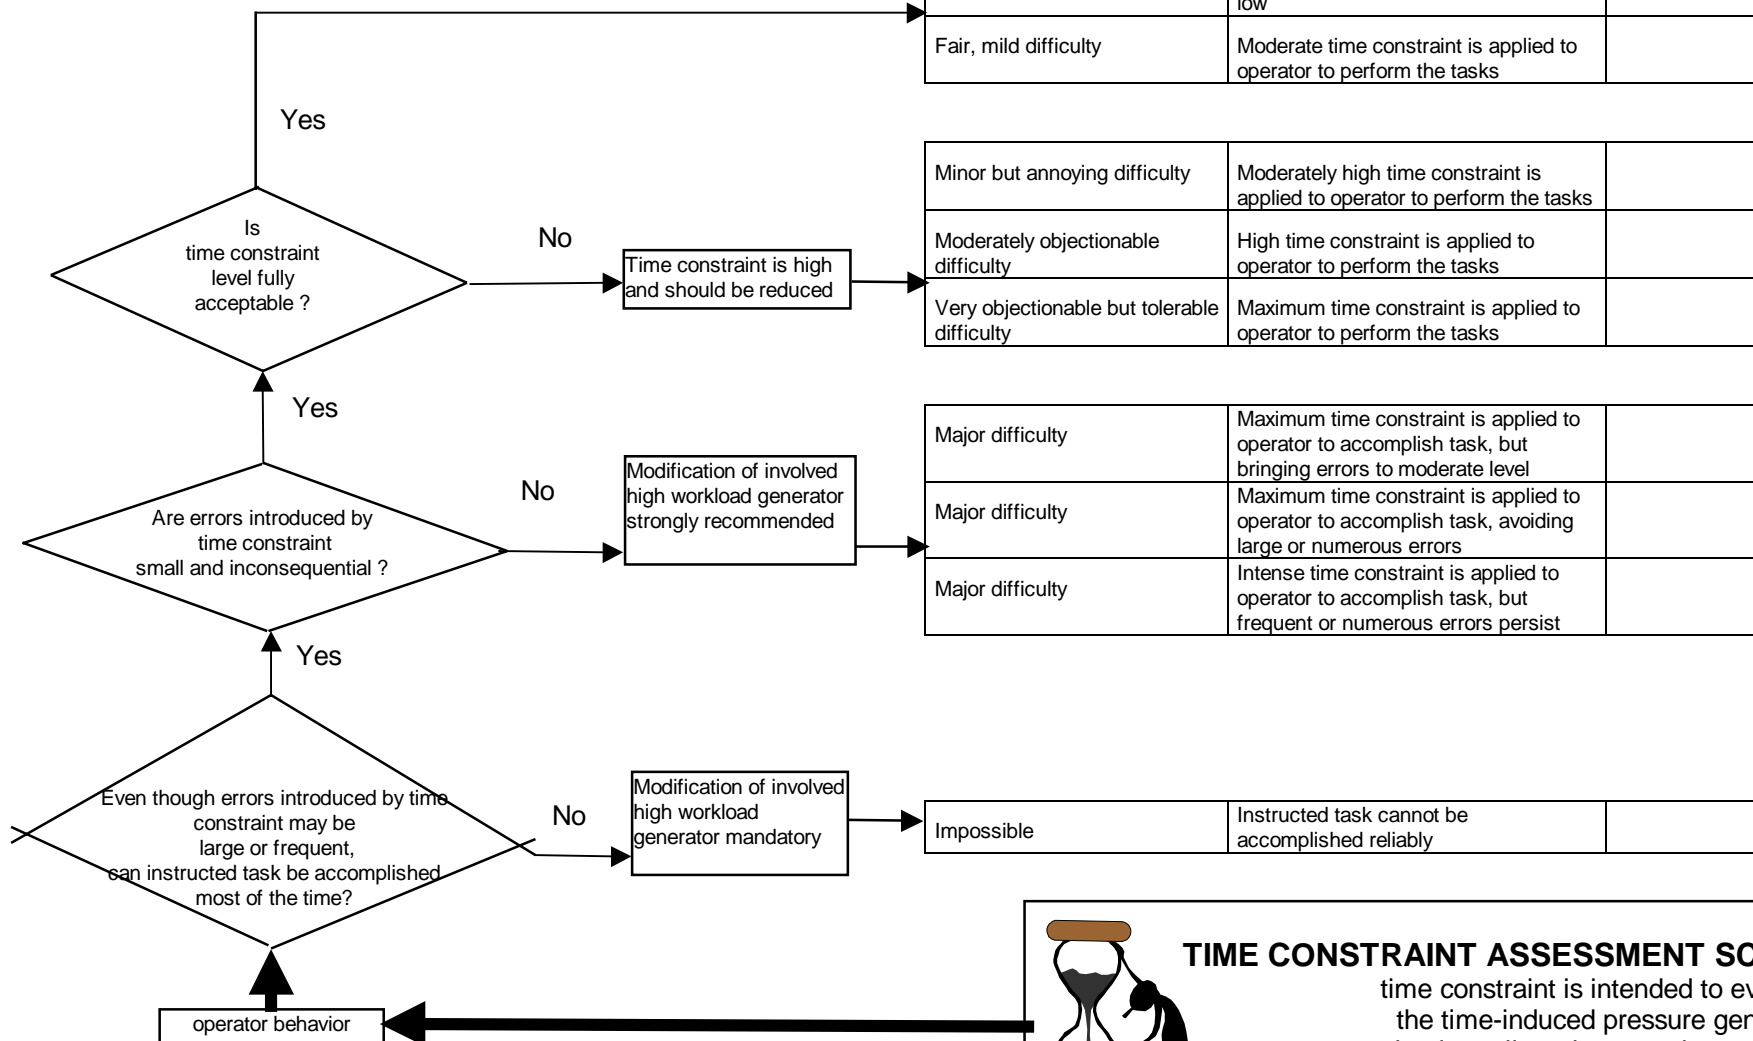 low
Fair, mild difficulty
Moderate time constraint is applied to
operator to perform the tasks
Yes
Minor but annoying difficulty
Moderately high time constraint is
applied to operator to perform the tasks
Is
time constraint
level fully
acceptable ?
No
Time constraint is high
and should be reduced
Moderately objectionable
difficulty
High time constraint is applied to
operator to perform the tasks
Very objectionable but tolerable
difficulty
Maximum time constraint is applied to
operator to perform the tasks
Yes
Are errors introduced by
time constraint
small and inconsequential ?
No
Modification of involved
high workload generator
strongly recommended
Major difficulty
Maximum time constraint is applied to
operator to accomplish task, but
bringing errors to moderate level
Major difficulty
Maximum time constraint is applied to
operator to accomplish task, avoiding
large or numerous errors
Major difficulty
Intense time constraint is applied to
operator to accomplish task, but
frequent or numerous errors persist
Yes
Even though errors introduced by time
constraint may be
large or frequent,
can instructed task be accomplished
most of the time?
No
Modification of involved
high workload
generator mandatory
Impossible
Instructed task cannot be
accomplished reliably
TIME CONSTRAINT ASSESSMENT SC
time constraint is intended to ev
the time-induced pressure gen
operator behavior